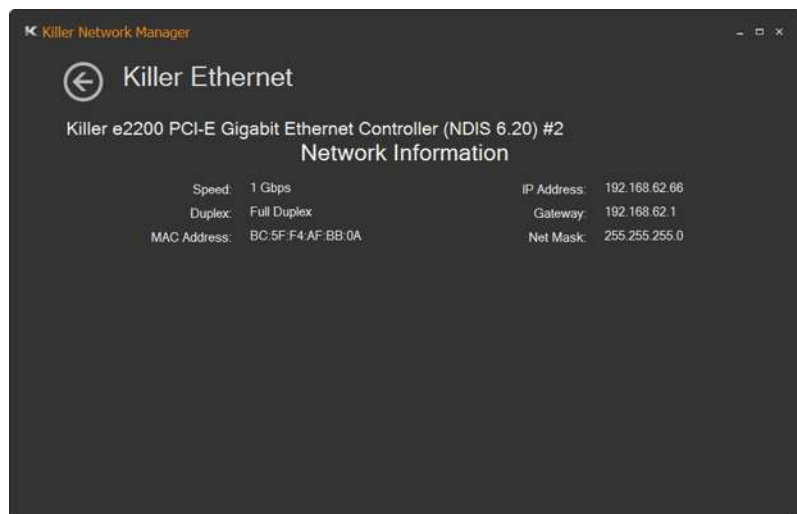 Killer Network Manager
Killer Ethernet
Killer e2200 PCI-E Gigabit Ethernet Controller (NDIS 6.20) #2
Network Information
Speed: 1 Gbps IP Address: 192.168.62.66
Duplex: Full Duplex Gateway: 192.168.62.1
MAC Address: BC:5F:F4:AF:BB:0A Net Mask: 255.255.255.0